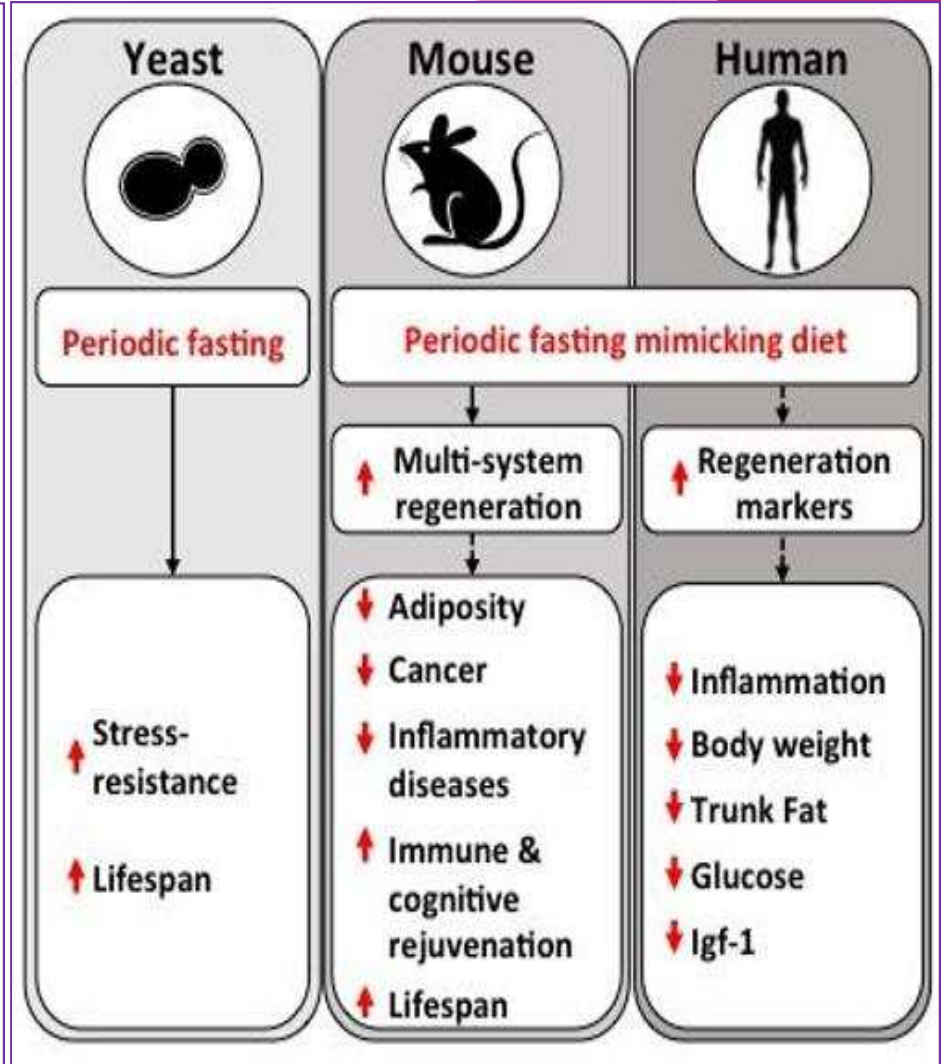 Yeast
Periodic fasting
Stress-
resistance
Lifespan
Mouse
Human
Periodic fasting mimicking diet
Multi-system
regeneration
Adiposity
Cancer
Inflammatory
diseases
Immune &
cognitive
rejuvenation
Lifespan
Regeneration
markers
Inflammation
Body weight
Trunk Fat
Glucose
Igf-1